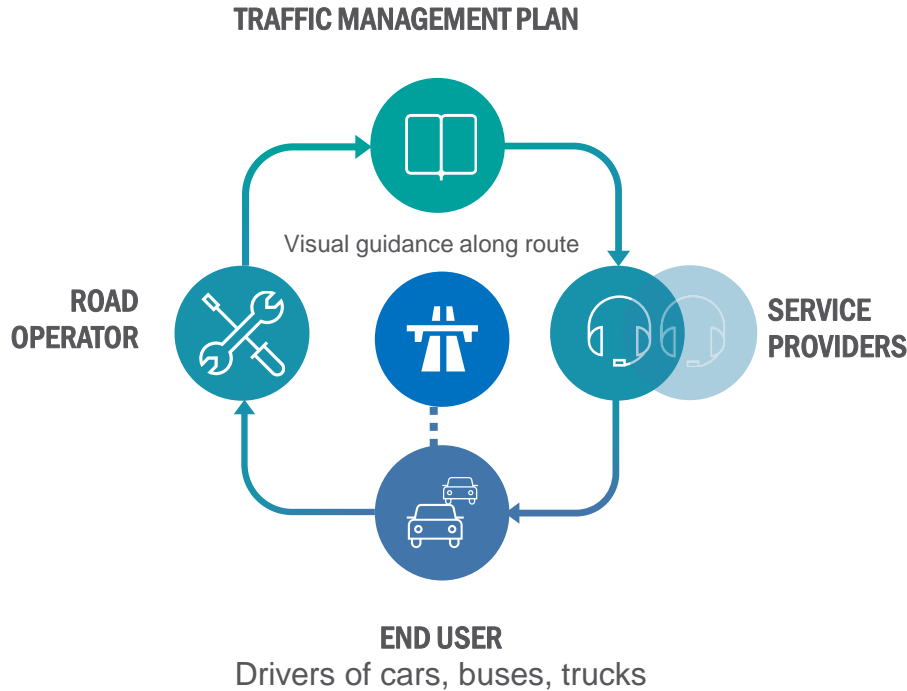 TRAFFIC MANAGEMENT PLAN
Visual guidance along route
ROAD
OPERATOR
SERVICE
PROVIDERS
END USER
Drivers of cars, buses, trucks